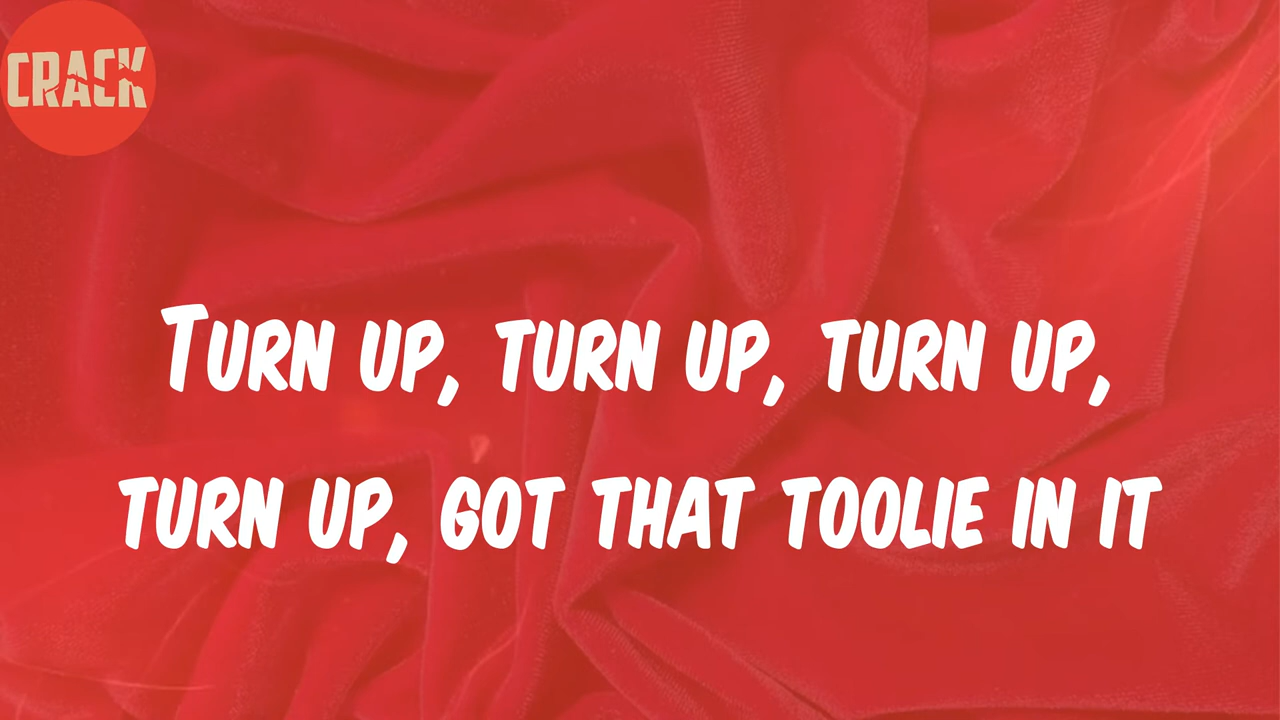 CRACK
Turn up, turn up, turn up,
turn up, got that toolie in it